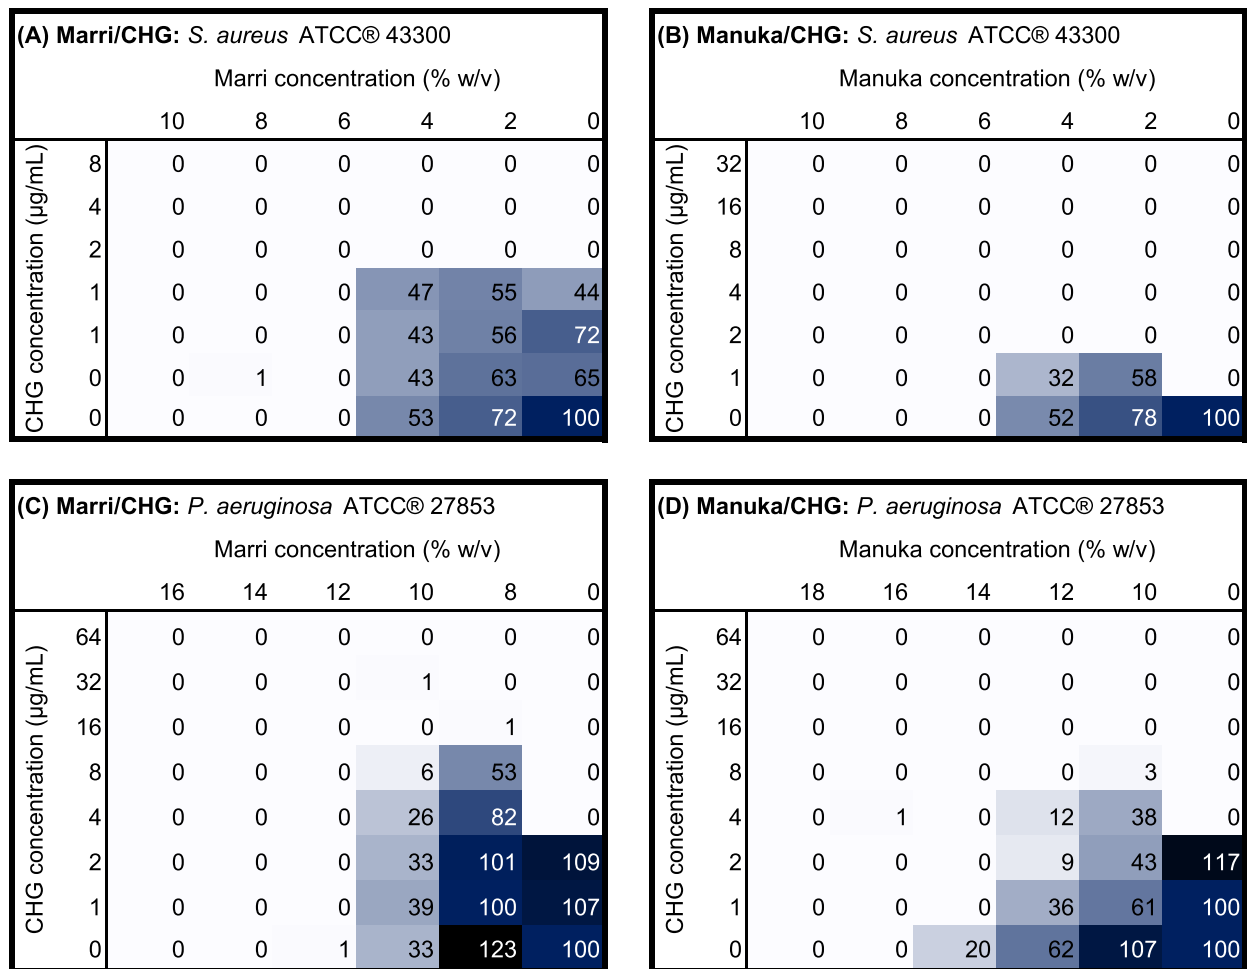 (A) Marri/CHG: S. aureus ATCC® 43300
Marri concentration (% w/v)
10 8 6 4 2 0
CHG concentration (µg/mL)
8 0 0 0 0 0 0
4 0 0 0 0 0 0
2 0 0 0 0 0 0
1 0 0 0 47 55 44
1 0 0 0 43 56 72
0 0 1 0 43 63 65
0 0 0 0 53 72 100
(B) Manuka/CHG: S. aureus ATCC® 43300
Manuka concentration (% w/v)
10 8 6 4 2 0
CHG concentration (µg/mL)
32 0 0 0 0 0 0
16 0 0 0 0 0 0
8 0 0 0 0 0 0
4 0 0 0 0 0 0
2 0 0 0 0 0 0
1 0 0 0 32 58 0
0 0 0 0 52 78 100
(C) Marri/CHG: P. aeruginosa ATCC® 27853
Marri concentration (% w/v)
16 14 12 10 8 0
CHG concentration (µg/mL)
64 0 0 0 0 0 0
32 0 0 0 1 0 0
16 0 0 0 0 1 0
8 0 0 0 6 53 0
4 0 0 0 26 82 0
2 0 0 0 33 101 109
1 0 0 0 39 100 107
0 0 0 1 33 123 100
(D) Manuka/CHG: P. aeruginosa ATCC® 27853
Manuka concentration (% w/v)
18 16 14 12 10 0
CHG concentration (µg/mL)
64 0 0 0 0 0 0
32 0 0 0 0 0 0
16 0 0 0 0 0 0
8 0 0 0 0 3 0
4 0 1 0 12 38 0
2 0 0 0 9 43 117
1 0 0 0 36 61 100
0 0 0 20 62 107 100